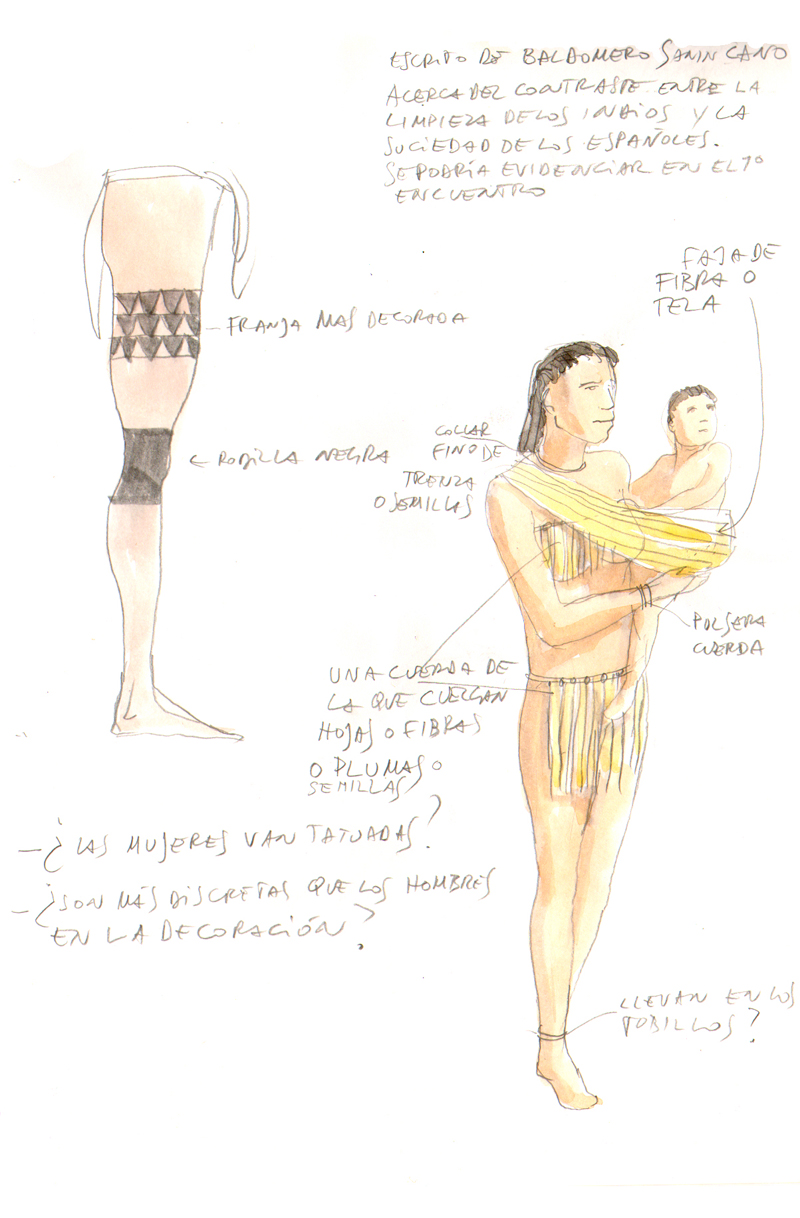 ESCRITO DE BALDOMERO SANIN CANO
ACERCA DEL CONTRASTE ENTRE LA
LIMPIEZA DE LOS INDIOS Y LA
SUCIEDAD DE LOS ESPAÑOLES.
SE PODRÍA EVIDENCIAR EN EL 1º
ENCUENTRO
FAJA DE
FIBRA O
TELA
FRANJA MAS DECORADA
COLLAR
FINO DE
TRENZA
O SEMILLAS
RODILLA NEGRA
PULSERA
CUERDA
UNA CUERDA DE
LA QUE CUELGAN
HOJAS O FIBRAS
O PLUMAS O
SEMILLAS
- ¿LAS MUJERES VAN TATUADAS?
- ¿SON MÁS DISCRETAS QUE LOS HOMBRES
EN LA DECORACIÓN?
LLEVAN EN LOS
TOBILLOS?